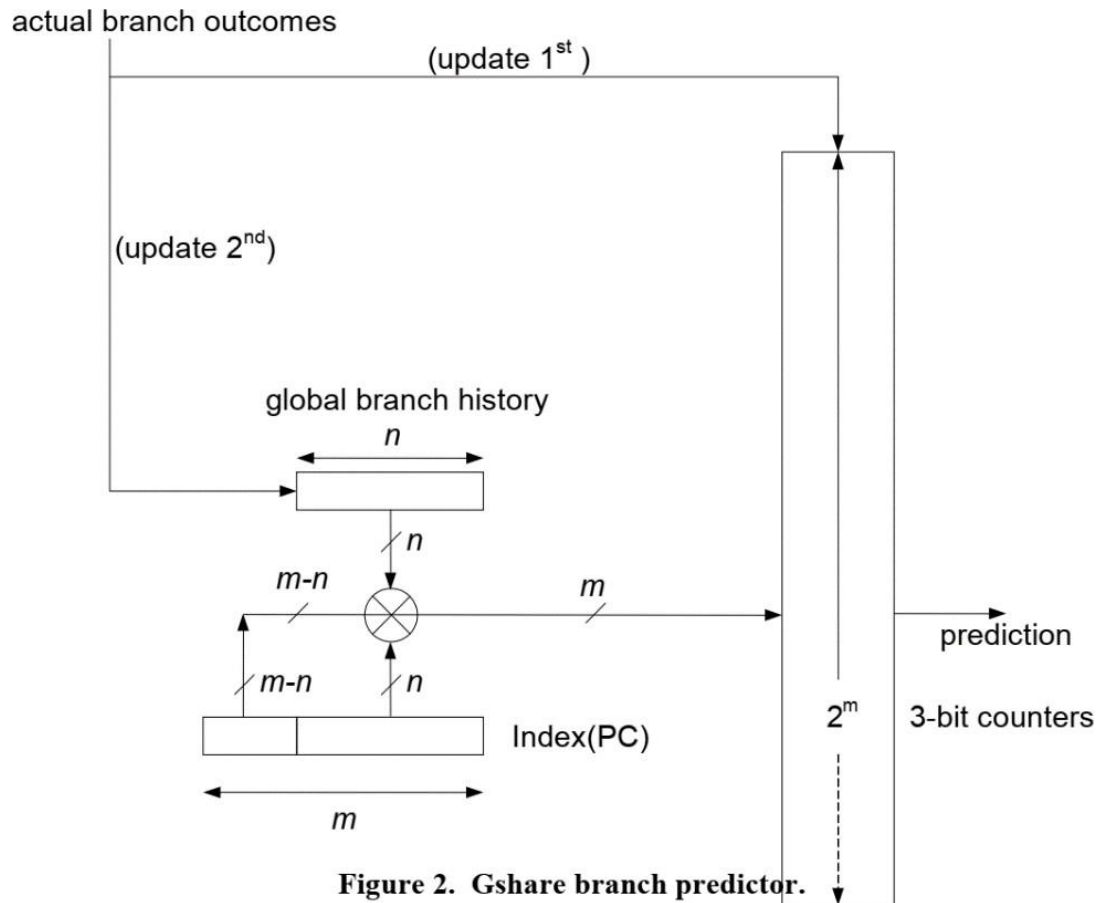 actual branch outcomes
(update 1st )
(update 2nd)
global branch history
n
n
m-n
m
prediction
m-n
n
2m
3-bit counters
Index(PC)
m
Figure 2. Gshare branch predictor.